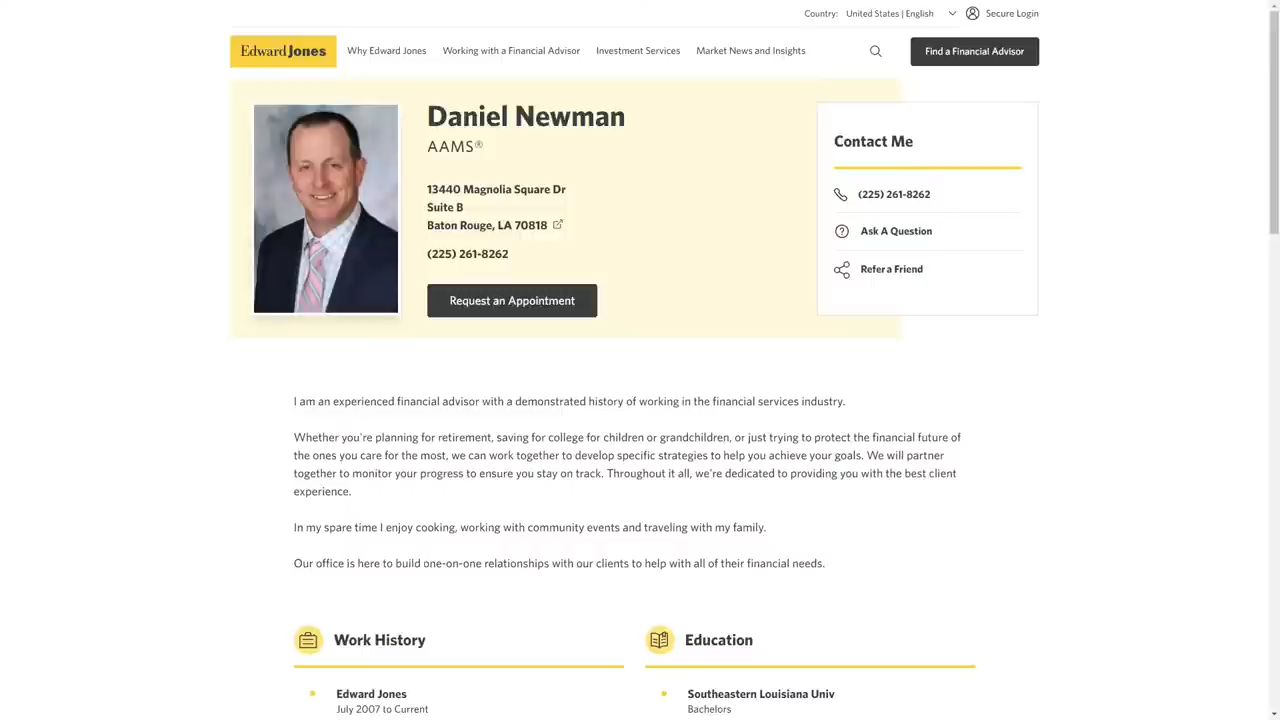 Country: United States | English Secure Login
Edward Jones Why Edward Jones Working with a Financial Advisor Investment Services Market News and Insights Find a Financial Advisor
Daniel Newman
AAMS®
13440 Magnolia Square Dr
Suite B
Baton Rouge, LA 70818
(225) 261-8262
Request an Appointment
Contact Me
(225) 261-8262
Ask A Question
Refer a Friend
I am an experienced financial advisor with a demonstrated history of working in the financial services industry.
Whether you're planning for retirement, saving for college for children or grandchildren, or just trying to protect the financial future of
the ones you care for the most, we can work together to develop specific strategies to help you achieve your goals. We will partner
together to monitor your progress to ensure you stay on track. Throughout it all, we're dedicated to providing you with the best client
experience.
In my spare time I enjoy cooking, working with community events and traveling with my family.
Our office is here to build one-on-one relationships with our clients to help with all of their financial needs.
Work History
Edward Jones
July 2007 to Current
Education
Southeastern Louisiana Univ
Bachelors